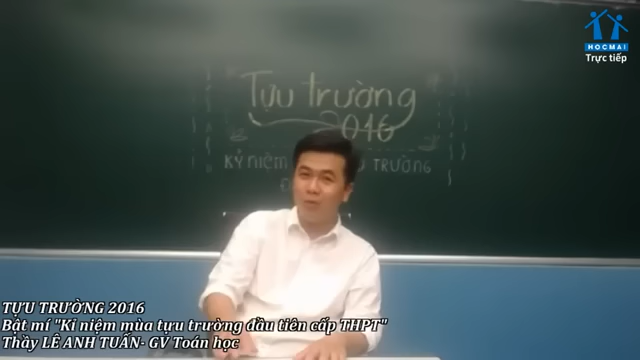 HOCMAI
Trực tiếp
Tựu trường
2016
KỶ NIỆM TRƯỜNG
TỰU TRƯỜNG 2016
Bật mí "Kỉ niệm mùa tựu trường đầu tiên cấp THPT"
Thầy LÊ ANH TUẤN- GV Toán học